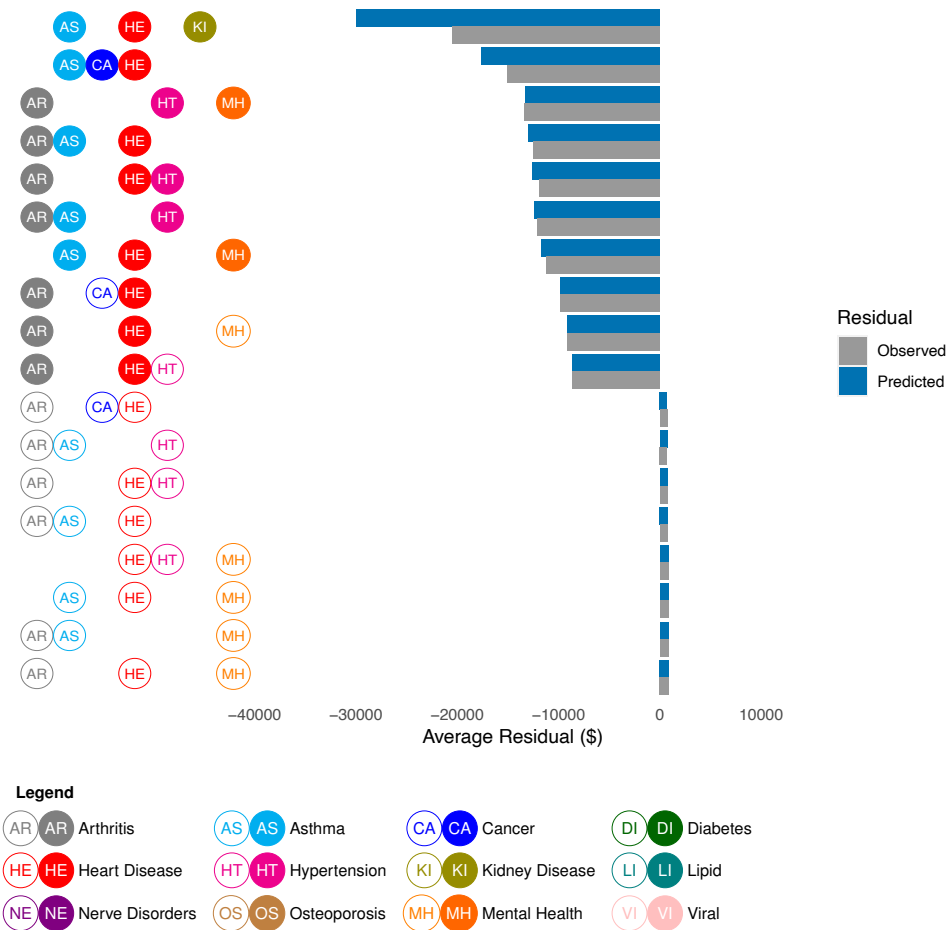 AS HE KI
AS CA HE
AR HT MH
AR AS HE
AR HE HT
AR AS HT
AS HE MH
AR CA HE
AR HE MH
AR HE HT
AR CA HE
AR AS HT
AR HE HT
AR AS HE
HE HT MH
AS HE MH
AR AS MH
AR HE MH
Residual
Observed
Predicted
−40000 −30000 −20000 −10000 0 10000
Average Residual ($)
Legend
AR AR Arthritis AS AS Asthma CA CA Cancer DI DI Diabetes
HE HE Heart Disease HT HT Hypertension KI KI Kidney Disease LI LI Lipid
NE NE Nerve Disorders OS OS Osteoporosis MH MH Mental Health VI VI Viral